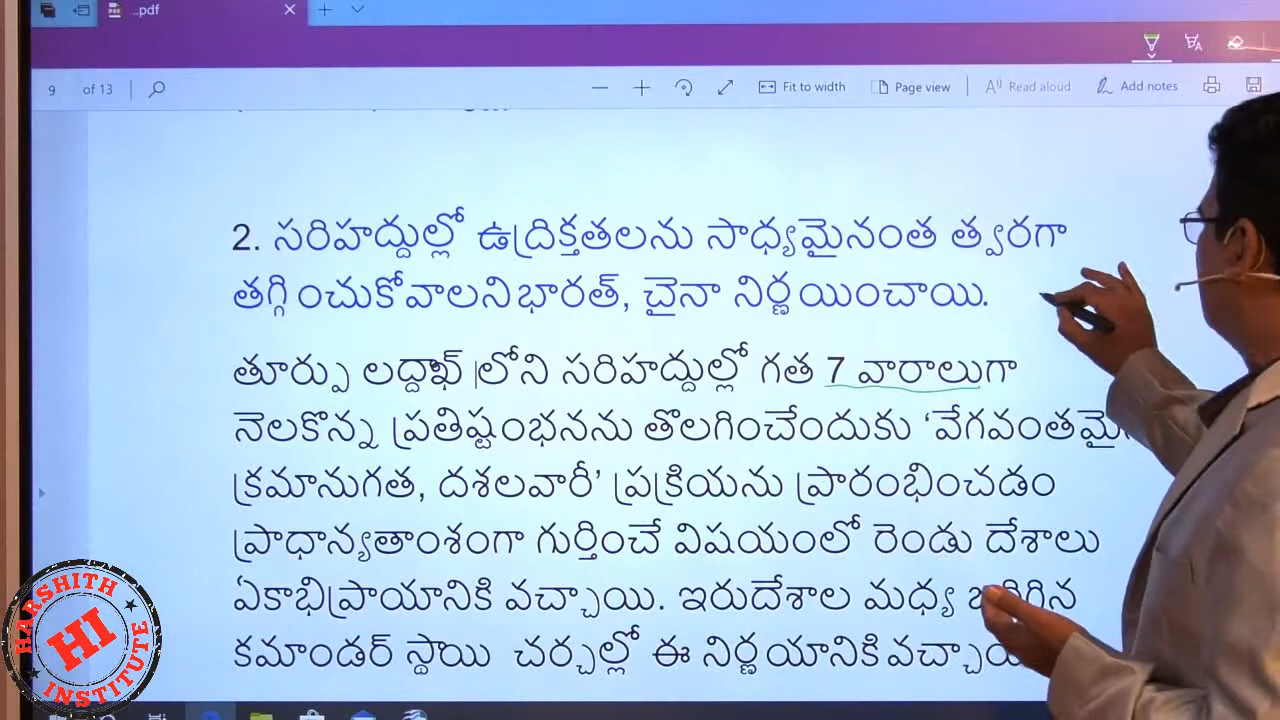 ..pdf
9 of 13 Fit to width Page view Read aloud Add notes
2. సరిహద్దుల్లో ఉద్రిక్తతలను సాధ్యమైనంత త్వరగా
తగ్గించుకోవాలని భారత్, చైనా నిర్ణయించాయి.
తూర్పు లద్దాఖ్ లోని సరిహద్దుల్లో గత 7 వారాలుగా
నెలకొన్న ప్రతిష్టంభనను తొలగించేందుకు ‘వేగవంతమై
క్రమానుగత, దశలవారీ’ ప్రక్రియను ప్రారంభించడం
ప్రాధాన్యతాంశంగా గుర్తించే విషయంలో రెండు దేశాలు
ఏకాభిప్రాయానికి వచ్చాయి. ఇరుదేశాల మధ్య
కమాండర్ స్థాయి చర్చల్లో ఈ నిర్ణయానికి
HARSHITH
HI
INSTITUTE